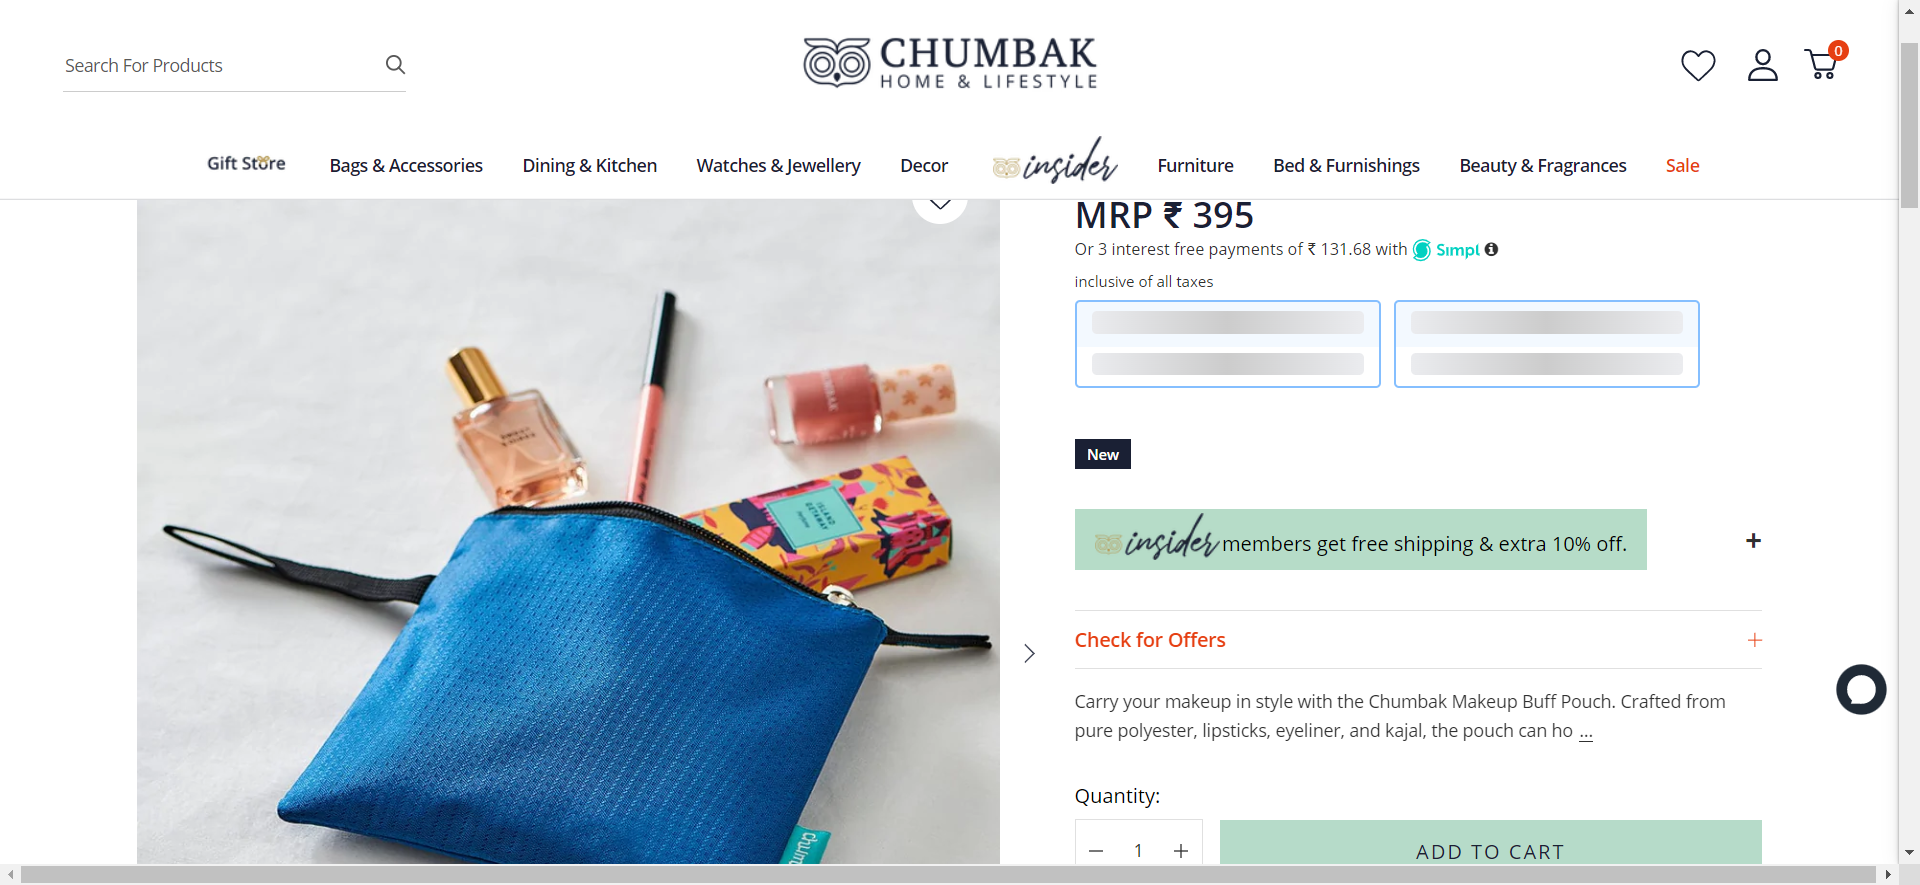 Search For Products
CHUMBAK
HOME & LIFESTYLE
0
Gift Store
Bags & Accessories
Dining & Kitchen
Watches & Jewellery
Decor
insider
Furniture
Bed & Furnishings
Beauty & Fragrances
Sale
MRP ₹ 395
Or 3 interest free payments of ₹ 131.68 with Simpl
inclusive of all taxes
New
insider members get free shipping & extra 10% off.
+
Check for Offers +
Carry your makeup in style with the Chumbak Makeup Buff Pouch. Crafted from
pure polyester, lipsticks, eyeliner, and kajal, the pouch can ho ...
Quantity:
− 1 +
ADD TO CART
ISLAND
GETAWAY
chum